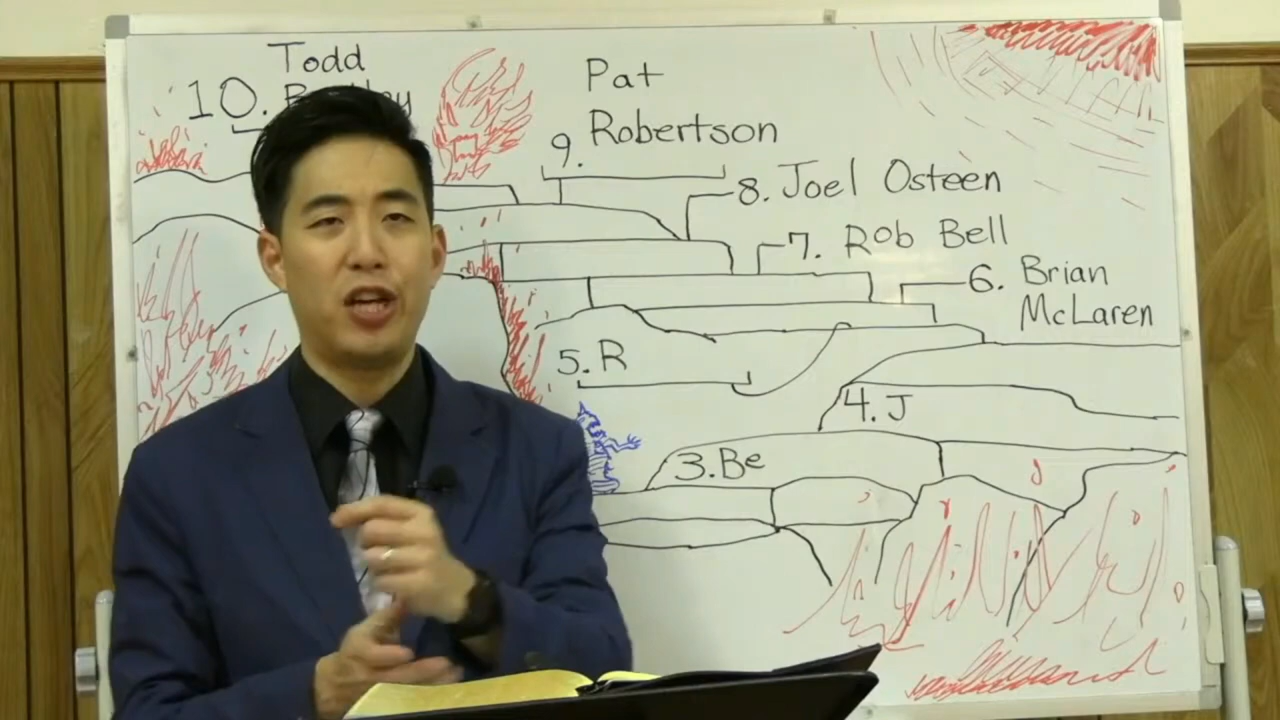 Todd
10.
Pat
9. Robertson
8. Joel Osteen
7. Rob Bell
6. Brian
McLaren
5. R
4. J
3. Be